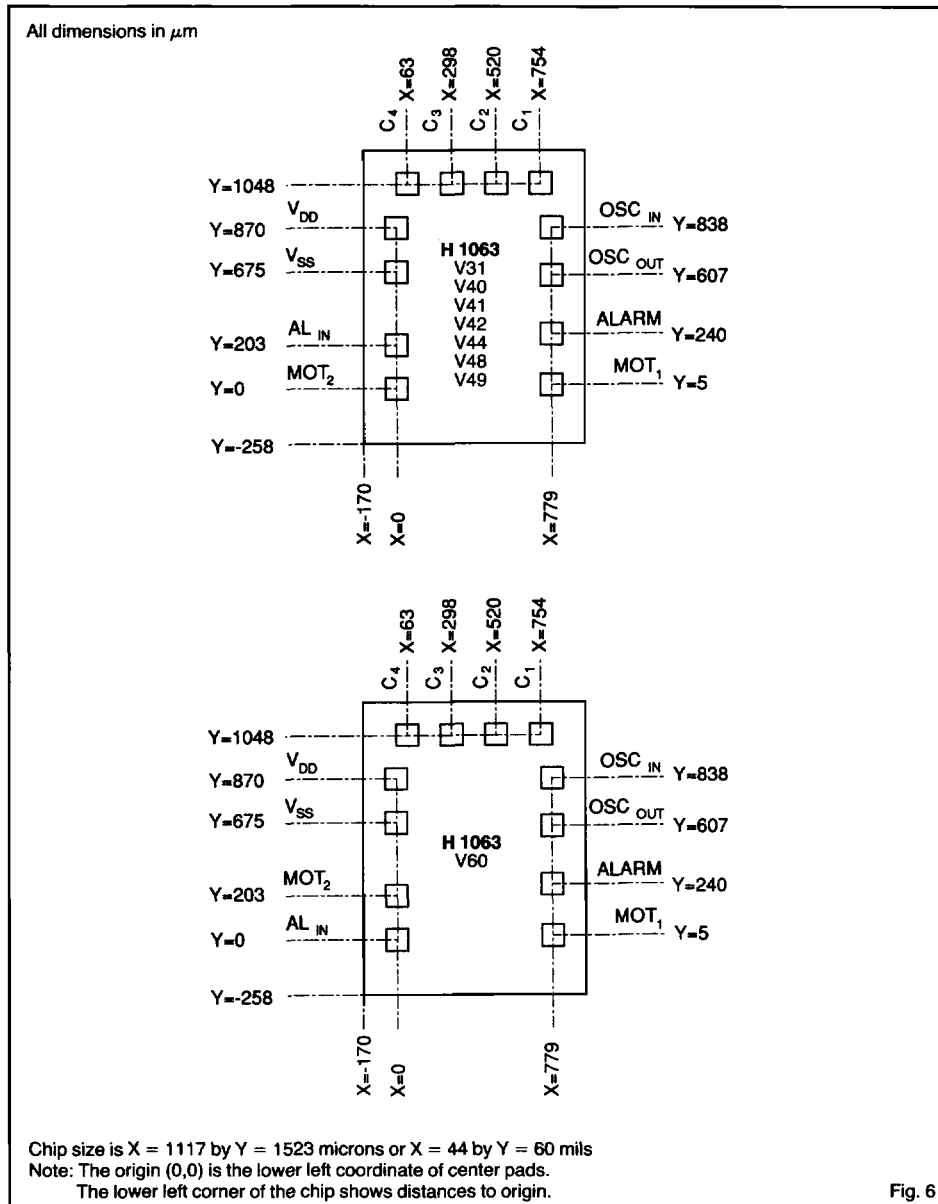 All dimensions in μm
C4 X=63
C3 X=298
C2 X=520
C1 X=754
Y=1048
VDD
Y=870
VSS
Y=675
AL IN
Y=203
MOT2
Y=0
Y=-258
H 1063
V31
V40
V41
V42
V44
V48
V49
OSC IN Y=838
OSC OUT Y=607
ALARM Y=240
MOT1 Y=5
X=-170
X=0
X=779
C4 X=63
C3 X=298
C2 X=520
C1 X=754
Y=1048
VDD
Y=870
VSS
Y=675
MOT2
Y=203
AL IN
Y=0
Y=-258
H 1063
V60
OSC IN Y=838
OSC OUT Y=607
ALARM Y=240
MOT1 Y=5
X=-170
X=0
X=779
Chip size is X = 1117 by Y = 1523 microns or X = 44 by Y = 60 mils
Note: The origin (0,0) is the lower left coordinate of center pads.
The lower left corner of the chip shows distances to origin.
Fig. 6